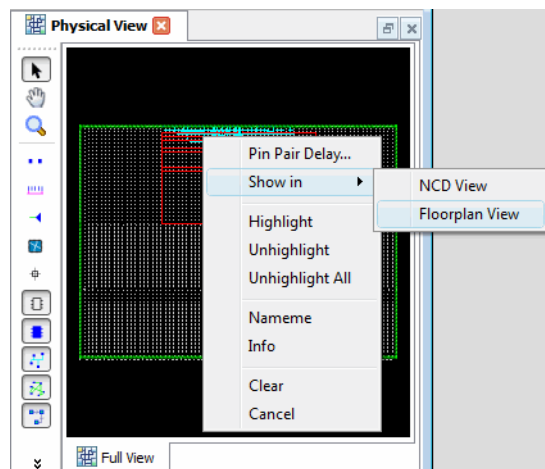 Physical View
Pin Pair Delay...
Show in
NCD View
Floorplan View
Highlight
Unhighlight
Unhighlight All
Nameme
Info
Clear
Cancel
Full View